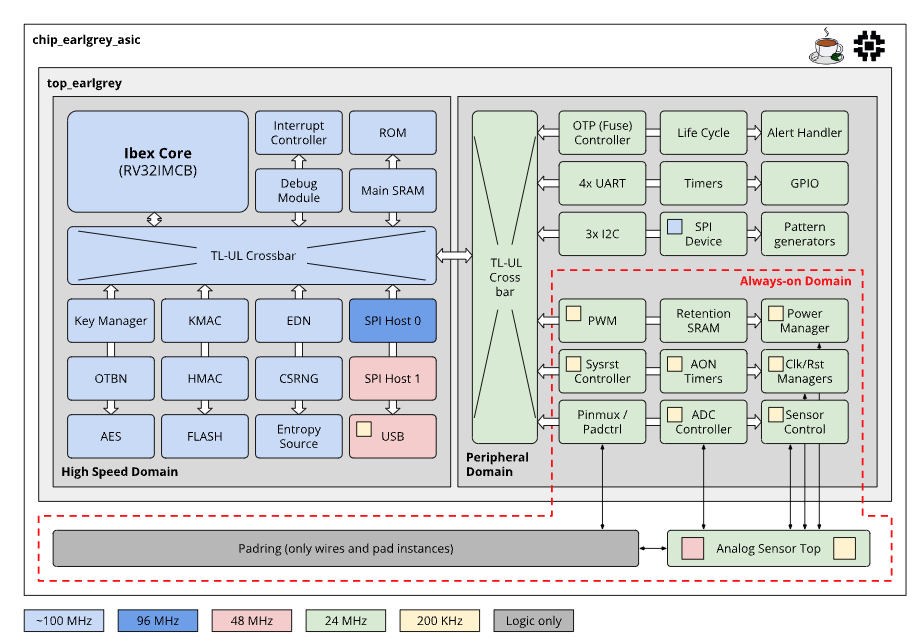 chip_earlgrey_asic
top_earlgrey
Ibex Core
(RV32IMCB)
Interrupt
Controller
ROM
Debug
Module
Main SRAM
TL-UL Crossbar
Key Manager
KMAC
EDN
SPI Host 0
OTBN
HMAC
CSRNG
SPI Host 1
AES
FLASH
Entropy
Source
USB
High Speed Domain
TL-UL
Cross
bar
OTP (Fuse)
Controller
Life Cycle
Alert Handler
4x UART
Timers
GPIO
3x I2C
SPI
Device
Pattern
generators
Always-on Domain
PWM
Retention
SRAM
Power
Manager
Sysrst
Controller
AON
Timers
Clk/Rst
Managers
Pinmux /
Padctrl
ADC
Controller
Sensor
Control
Peripheral
Domain
Padring (only wires and pad instances)
Analog Sensor Top
~100 MHz
96 MHz
48 MHz
24 MHz
200 KHz
Logic only